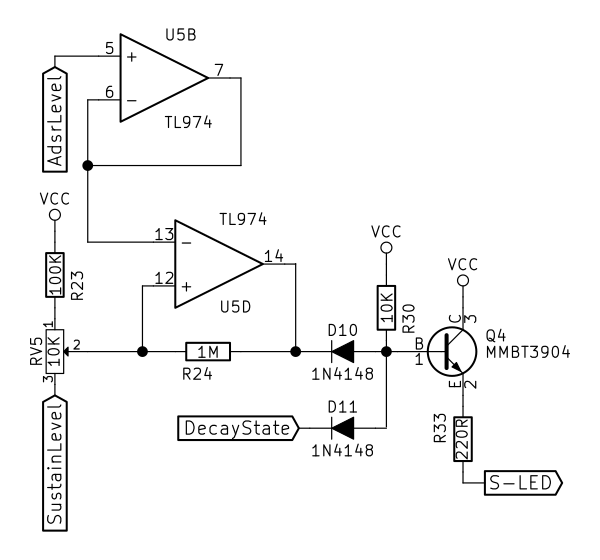 U5B
5
+
7
6
−
TL974
AdsrLevel
VCC
100K
R23
TL974
13
−
14
12
+
U5D
VCC
10K
R30
VCC
RV5
10K
1
2
3
1M
R24
D10
1N4148
B
1
C
3
Q4
MMBT3904
E
2
D11
DecayState
1N4148
R33
220R
S-LED
SustainLevel